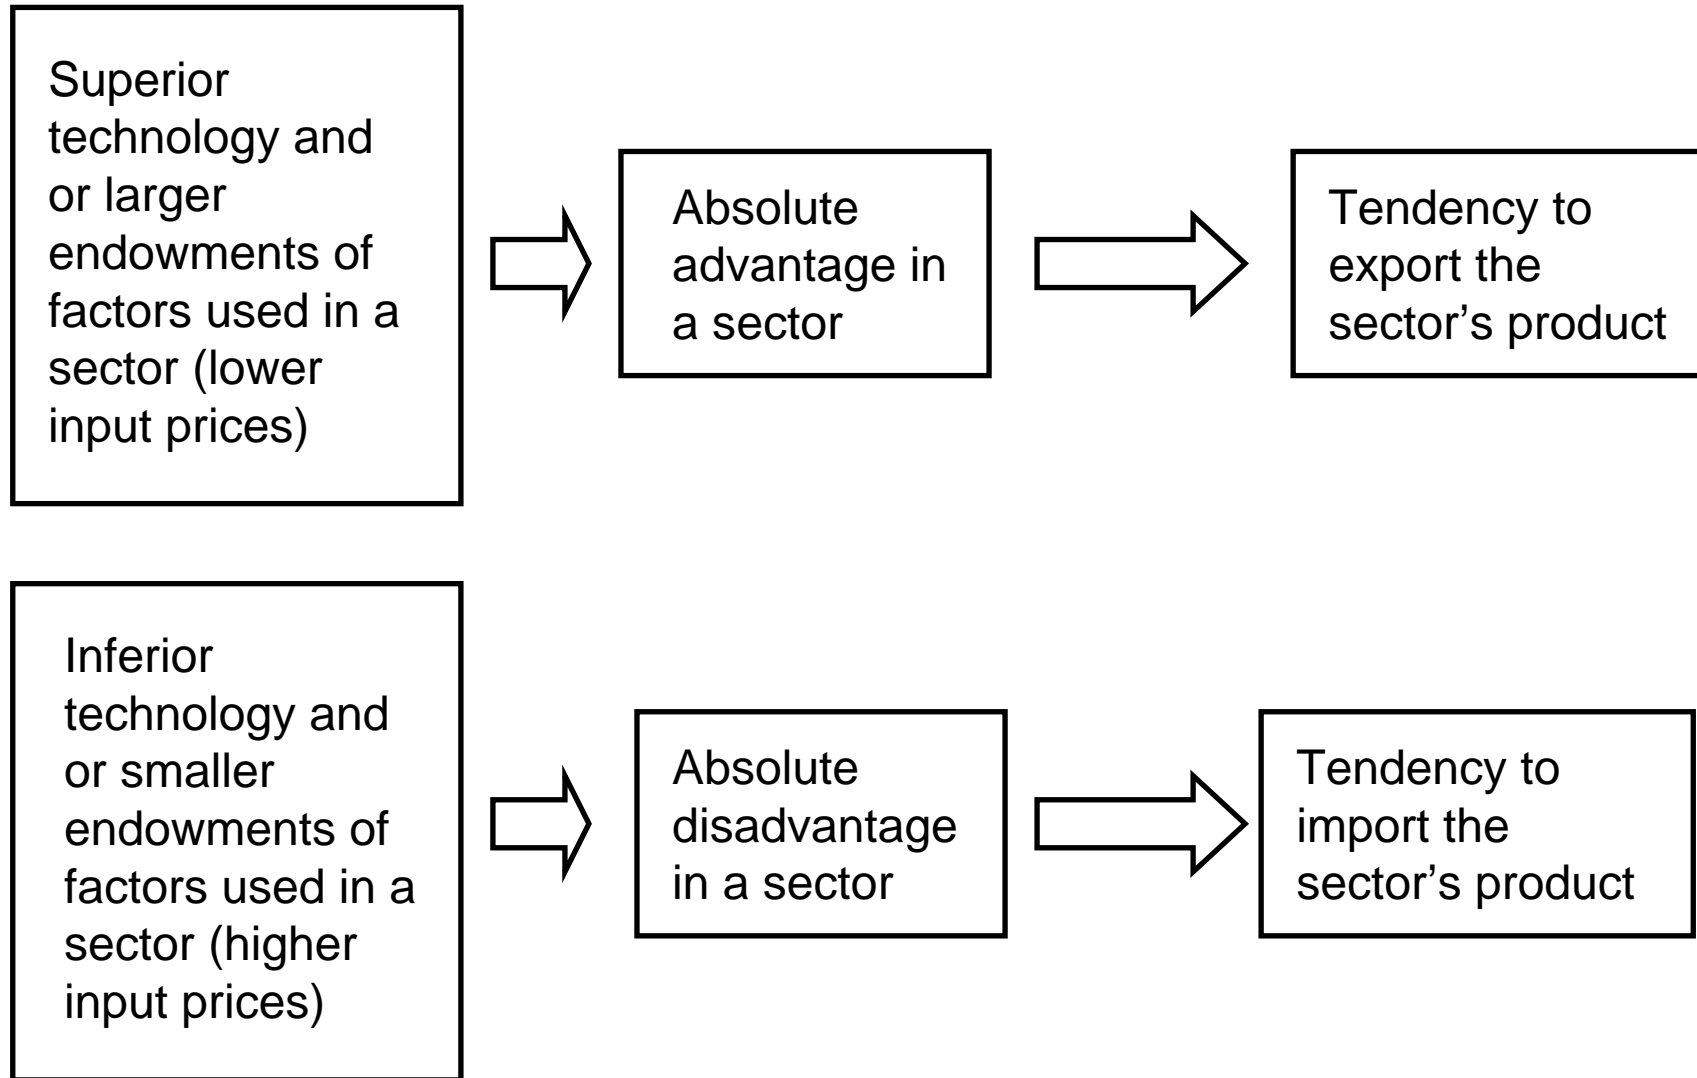 Superior
technology and
or larger
endowments of
factors used in a
sector (lower
input prices)
Absolute
advantage in
a sector
Tendency to
export the
sector’s product
Inferior
technology and
or smaller
endowments of
factors used in a
sector (higher
input prices)
Absolute
disadvantage
in a sector
Tendency to
import the
sector’s product